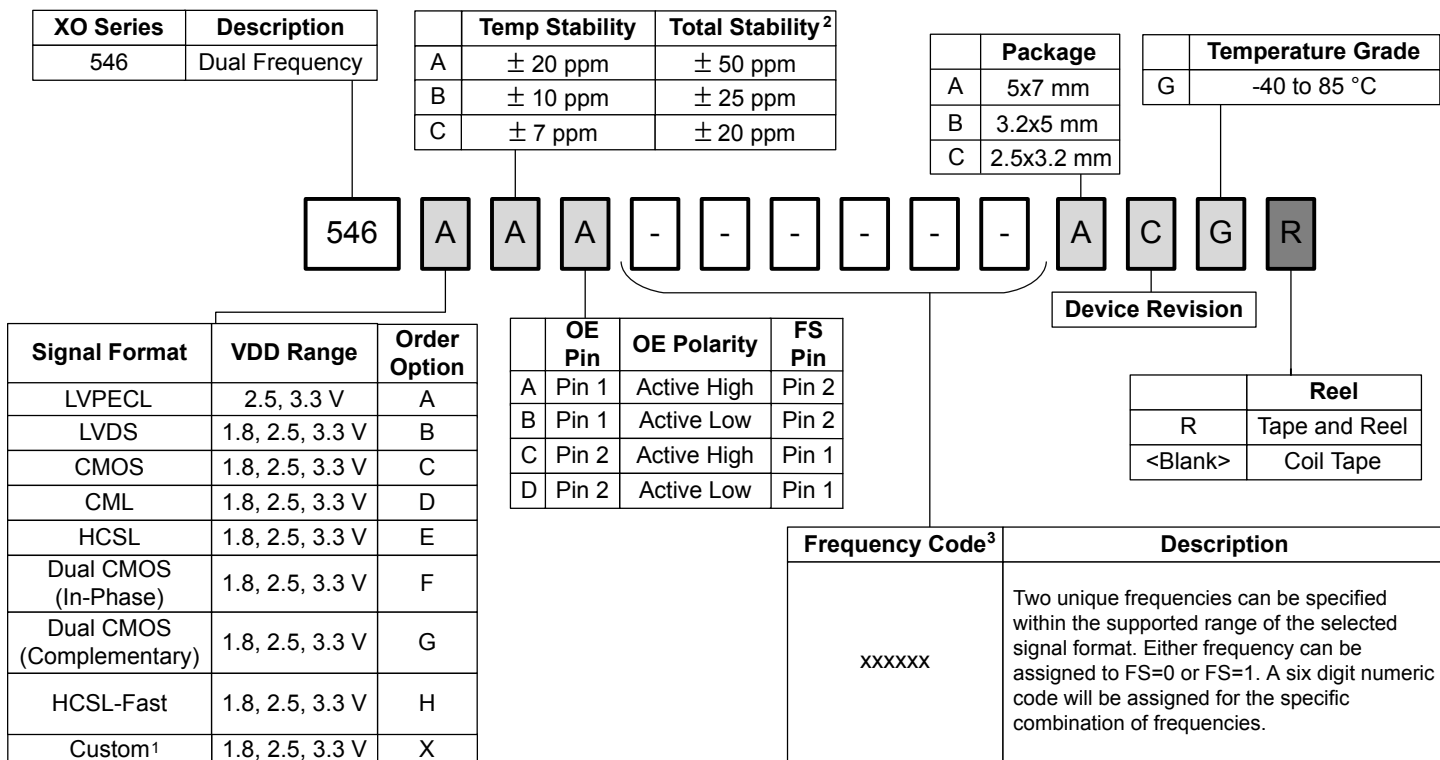 XO Series Description
546 Dual Frequency
Temp Stability Total Stability2
A ± 20 ppm ± 50 ppm
B ± 10 ppm ± 25 ppm
C ± 7 ppm ± 20 ppm
Package
A 5x7 mm
B 3.2x5 mm
C 2.5x3.2 mm
Temperature Grade
G -40 to 85 °C
546 A A A - - - - - - A C G R
Signal Format VDD Range Order
Option
LVPECL 2.5, 3.3 V A
LVDS 1.8, 2.5, 3.3 V B
CMOS 1.8, 2.5, 3.3 V C
CML 1.8, 2.5, 3.3 V D
HCSL 1.8, 2.5, 3.3 V E
Dual CMOS
(In-Phase) 1.8, 2.5, 3.3 V F
Dual CMOS
(Complementary) 1.8, 2.5, 3.3 V G
HCSL-Fast 1.8, 2.5, 3.3 V H
Custom1 1.8, 2.5, 3.3 V X
OE
Pin OE Polarity FS
Pin
A Pin 1 Active High Pin 2
B Pin 1 Active Low Pin 2
C Pin 2 Active High Pin 1
D Pin 2 Active Low Pin 1
Device Revision
Reel
R Tape and Reel
<Blank> Coil Tape
Frequency Code3 Description
xxxxxx
Two unique frequencies can be specified
within the supported range of the selected
signal format. Either frequency can be
assigned to FS=0 or FS=1. A six digit numeric
code will be assigned for the specific
combination of frequencies.